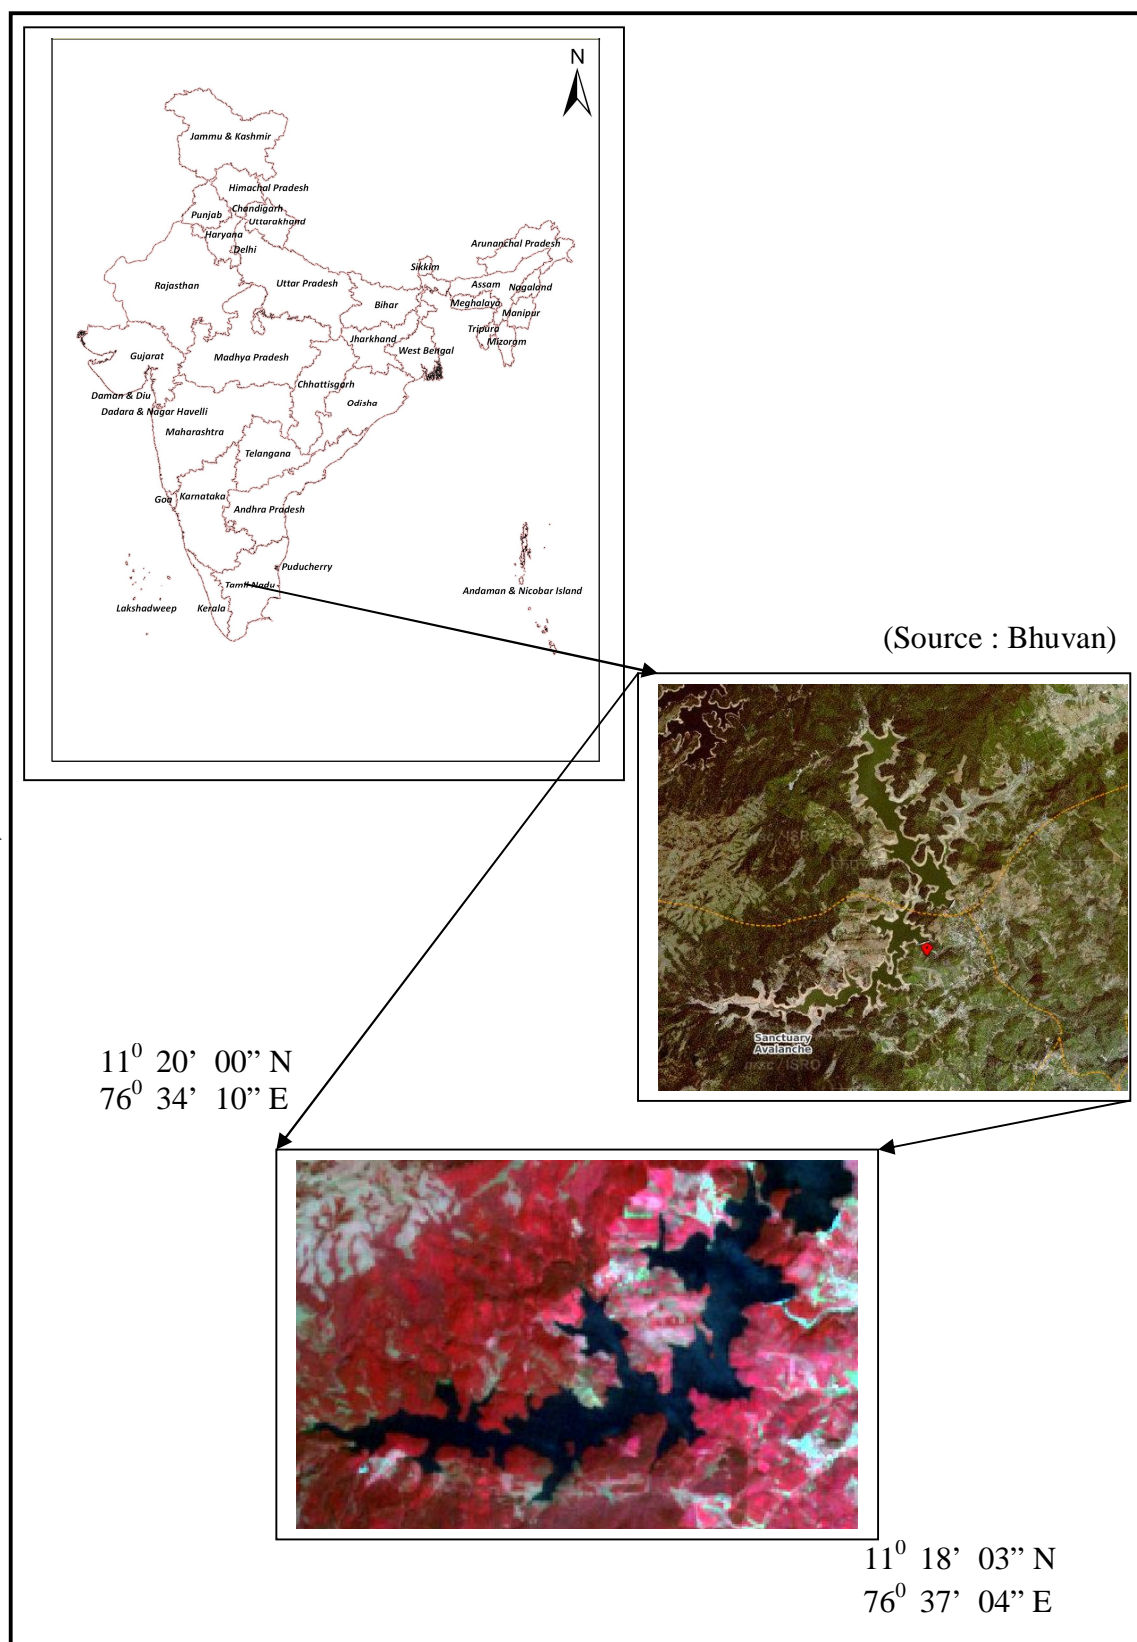 N
Jammu & Kashmir
Himachal Pradesh
Chandigarh
Punjab
Uttarakhand
Haryana
Delhi
Arunanchal Pradesh
Sikkim
Rajasthan
Uttar Pradesh
Assam
Nagaland
Bihar
Meghalaya
Manipur
Tripura
Mizoram
Jharkhand
West Bengal
Gujarat
Madhya Pradesh
Chhattisgarh
Daman & Diu
Odisha
Dadara & Nagar Havelli
Maharashtra
Telangana
Goa
Karnataka
Andhra Pradesh
Puducherry
Tamil Nadu
Andaman & Nicobar Island
Lakshadweep
Kerala
(Source : Bhuvan)
Sanctuary
Avalanche
nrsc / ISRO
11⁰ 20’ 00” N
76⁰ 34’ 10” E
11⁰ 18’ 03” N
76⁰ 37’ 04” E